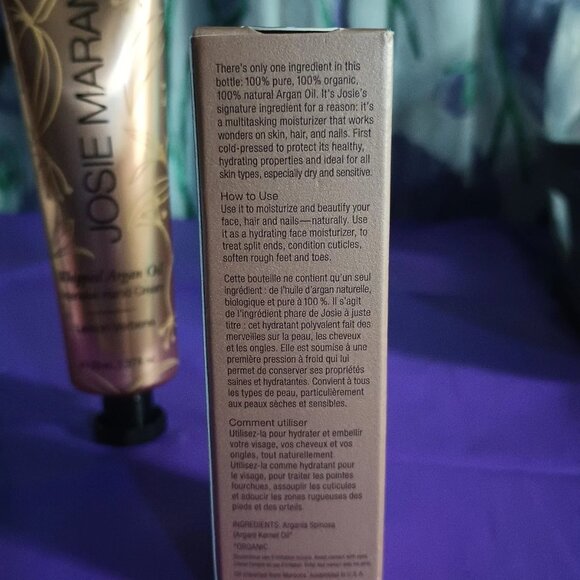 JOSIE MARAN
Whipped Argan Oil
Hand Cream
There's only one ingredient in this
bottle: 100% pure, 100% organic,
100% natural Argan Oil. It's Josie's
signature ingredient for a reason: it's
a multitasking moisturizer that works
wonders on skin, hair, and nails. First
cold-pressed to protect its healthy,
hydrating properties and ideal for all
skin types, especially dry and sensitive.
How to Use
Use it to moisturize and beautify your
face, hair and nails—naturally. Use
it as a hydrating face moisturizer, to
treat split ends, condition cuticles,
soften rough feet and toes.
Cette bouteille ne contient qu'un seul
ingrédient : de l'huile d'argan naturelle,
biologique et pure à 100 %. Il s'agit
de l'ingrédient phare de Josie à juste
titre : cet hydratant polyvalent fait des
merveilles sur la peau, les cheveux
et les ongles. Elle est soumise à une
première pression à froid qui lui
permet de conserver ses propriétés
saines et hydratantes. Convient à tous
les types de peau, particulièrement
aux peaux sèches et sensibles.
Comment utiliser
Utilisez-la pour hydrater et embellir
votre visage, vos cheveux et vos
ongles, tout naturellement.
Utilisez-la comme hydratant pour
le visage, pour traiter les pointes
fourchues, assouplir les cuticules
et adoucir les zones rugueuses des
pieds et des orteils.
INGREDIENTS: Argania Spinosa
(Argan) Kernel Oil*
*ORGANIC